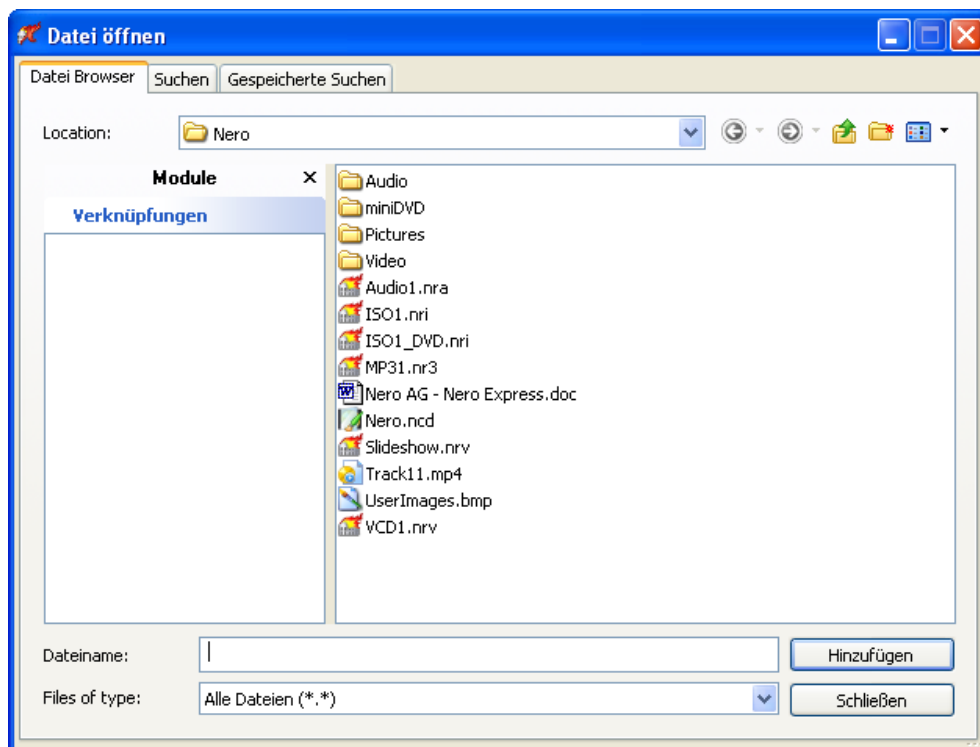 Datei öffnen
Datei Browser Suchen Gespeicherte Suchen
Location: Nero
Module
Verknüpfungen
Audio
miniDVD
Pictures
Video
Audio1.nra
ISO1.nri
ISO1_DVD.nri
MP31.nr3
Nero AG - Nero Express.doc
Nero.ncd
Slideshow.nrv
Track11.mp4
UserImages.bmp
VCD1.nrv
Dateiname: Hinzufügen
Files of type: Alle Dateien (*.*) Schließen